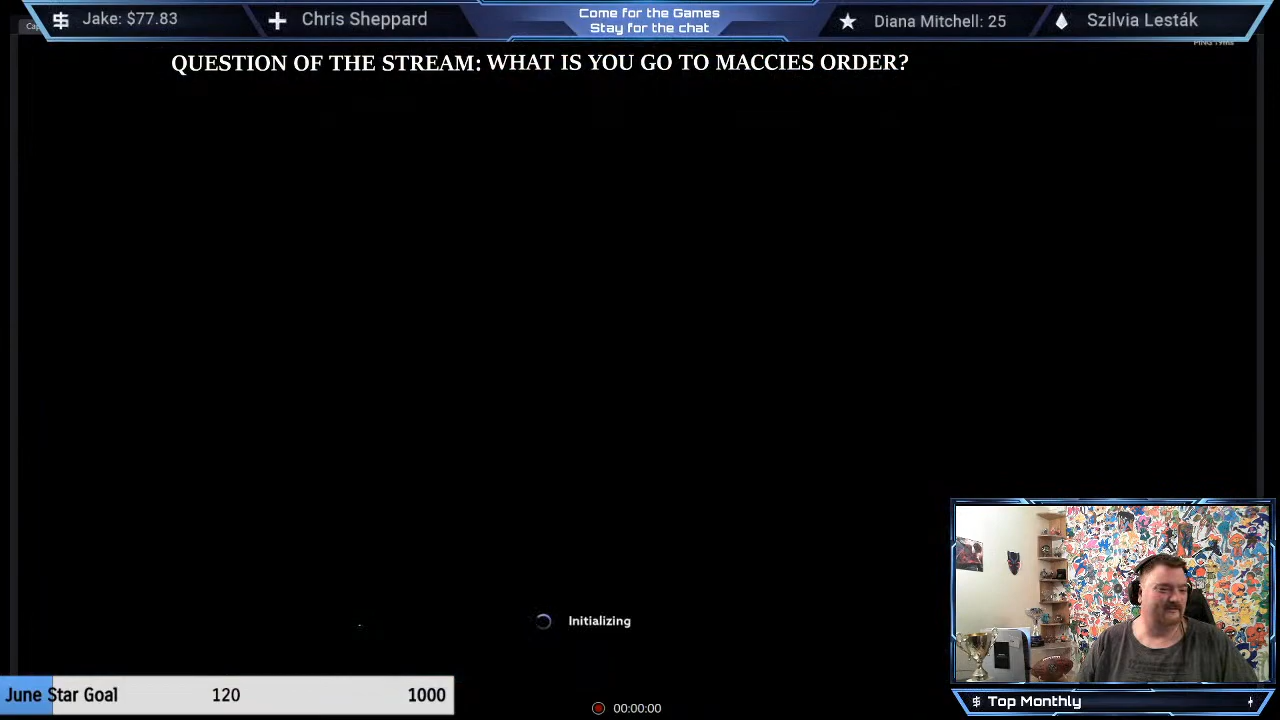 Jake: $77.83
Chris Sheppard
Come for the Games
Stay for the chat
Diana Mitchell: 25
Szilvia Lesták
QUESTION OF THE STREAM: WHAT IS YOU GO TO MACCIES ORDER?
Initializing
June Star Goal 120 1000
00:00:00
Top Monthly